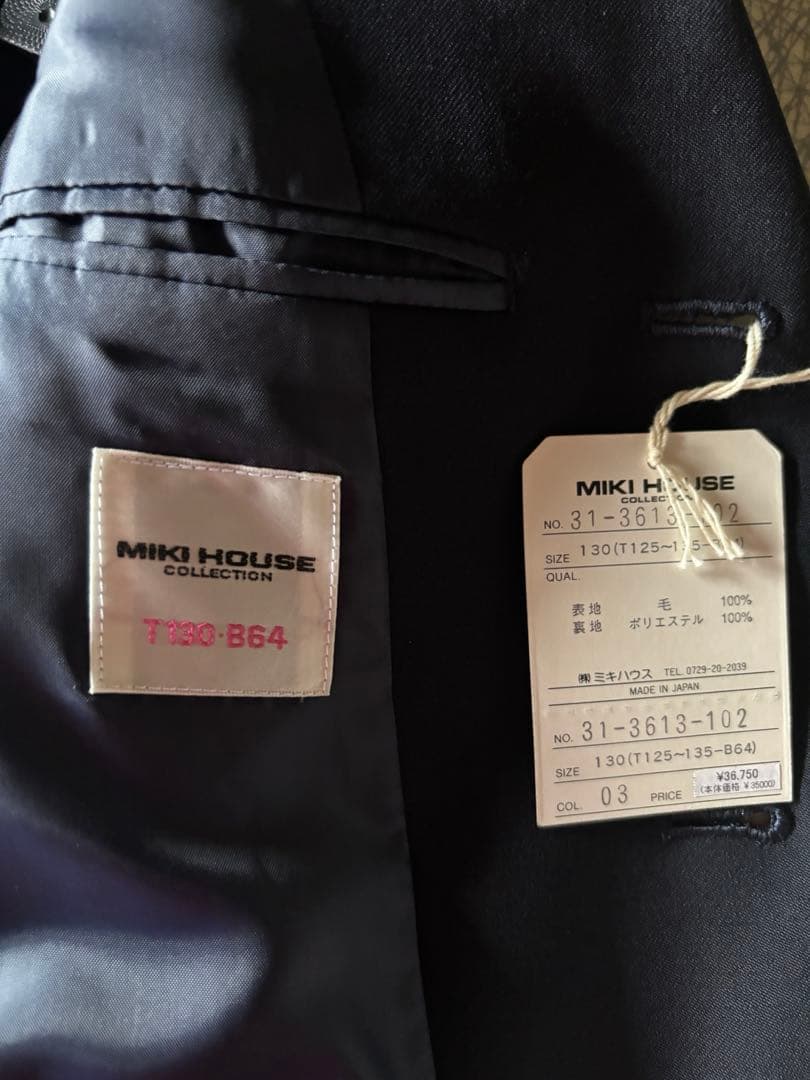 MIKI HOUSE
COLLECTION
T130·B64
MIKI HOUSE
COLLECTION
NO. 31-3613-102
SIZE 130(T125~135-B64)
QUAL.
表地 毛 100%
裏地 ポリエステル 100%
㈱ミキハウス TEL. 0729-20-2039
MADE IN JAPAN
NO. 31-3613-102
SIZE 130(T125~135-B64)
¥36,750
COL. 03 PRICE (本体価格 ¥35000)